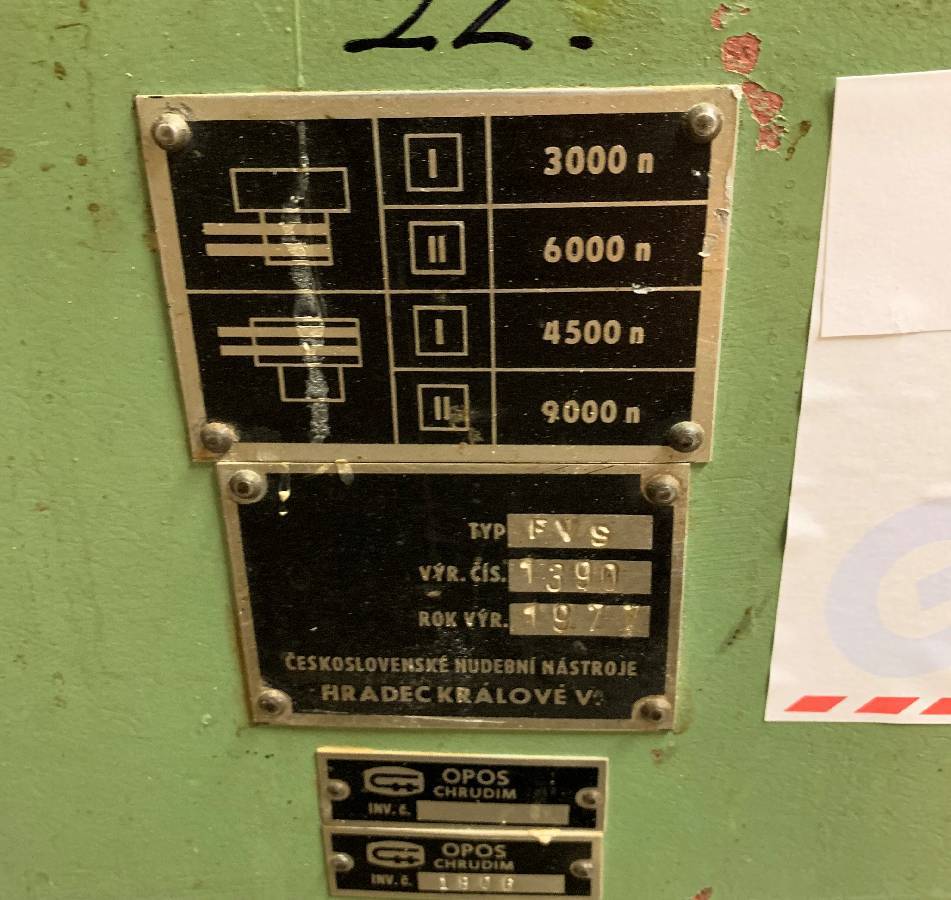 22.
I 3000 n
II 6000 n
I 4500 n
II 9000 n
TYP FVS
VÝR. ČÍS. 1390
ROK VÝR. 1977
ČESKOSLOVENSKÉ HUDEBNÍ NÁSTROJE
HRADEC KRÁLOVÉ V.
OPOS
CHRUDIM
INV. č.
OPOS
CHRUDIM
INV. č.